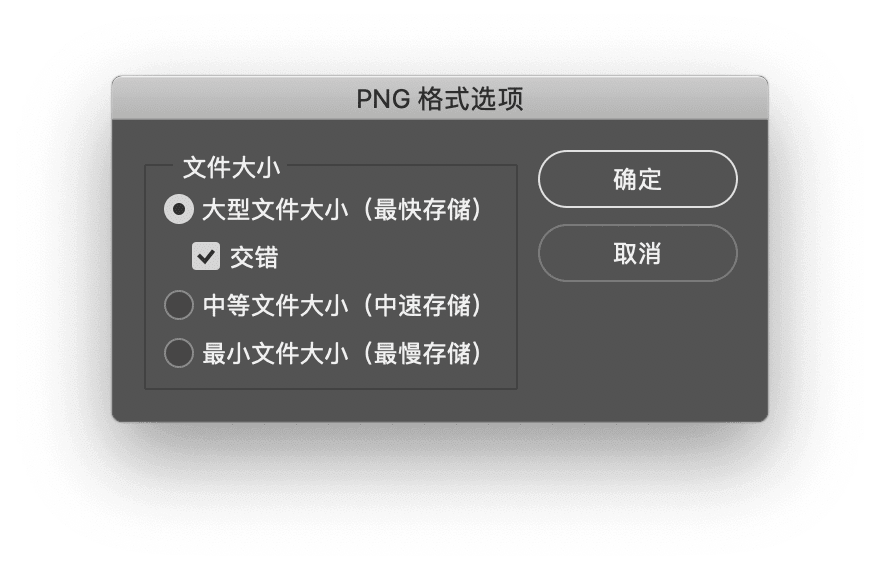 PNG 格式选项
文件大小
大型文件大小（最快存储）
交错
中等文件大小（中速存储）
最小文件大小（最慢存储）
确定
取消